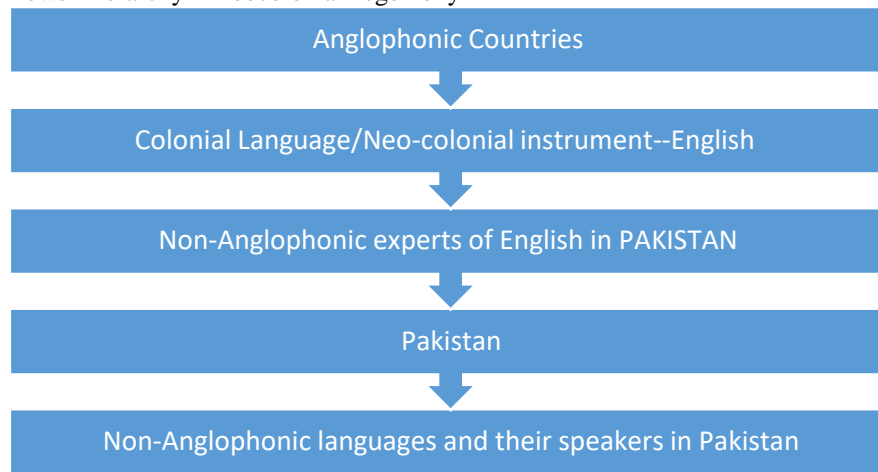 Anglophonic Countries
Colonial Language/Neo-colonial instrument--English
Non-Anglophonic experts of English in PAKISTAN
Pakistan
Non-Anglophonic languages and their speakers in Pakistan